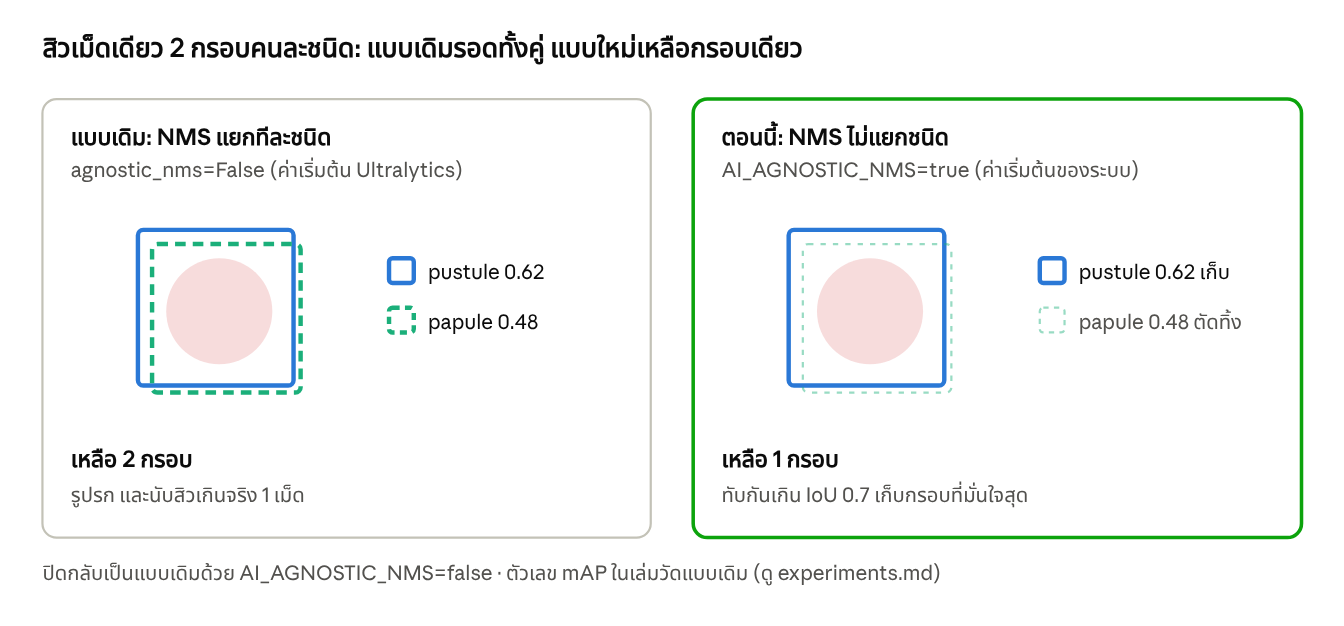 สิวเม็ดเดียว 2 กรอบคนละชนิด: แบบเดิมรอดทั้งคู่ แบบใหม่เหลือกรอบเดียว
แบบเดิม: NMS แยกทีละชนิด
agnostic_nms=False (ค่าเริ่มต้น Ultralytics)
pustule 0.62
papule 0.48
เหลือ 2 กรอบ
รูปรก และนับสิวเกินจริง 1 เม็ด
ตอนนี้: NMS ไม่แยกชนิด
AI_AGNOSTIC_NMS=true (ค่าเริ่มต้นของระบบ)
pustule 0.62 เก็บ
papule 0.48 ตัดทิ้ง
เหลือ 1 กรอบ
ทับกันเกิน IoU 0.7 เก็บกรอบที่มั่นใจสุด
ปิดกลับเป็นแบบเดิมด้วย AI_AGNOSTIC_NMS=false · ตัวเลข mAP ในเล่มวัดแบบเดิม (ดู experiments.md)